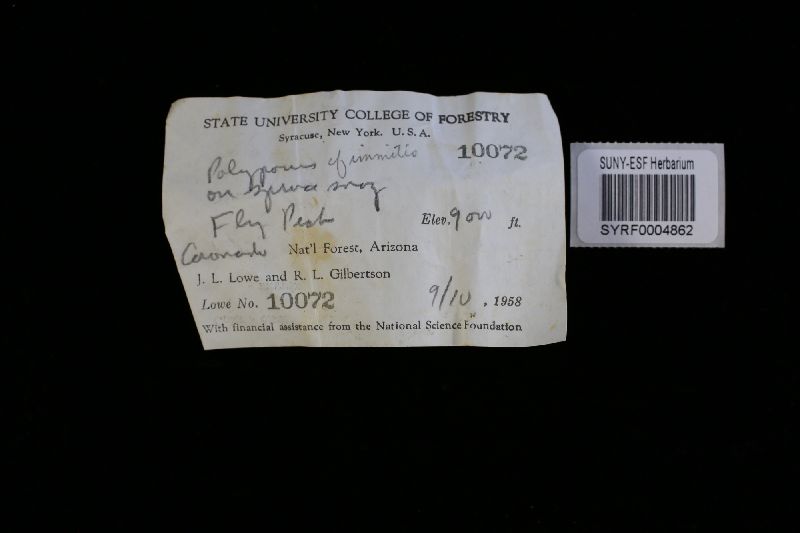 STATE UNIVERSITY COLLEGE OF FORESTRY
Syracuse, New York. U. S. A.
Polyporus 10072
on spruce snag
Fly Peak Elev. 9000 ft.
Coronado Nat'l Forest, Arizona
J. L. Lowe and R. L. Gilbertson
Lowe No. 10072 9/10, 1958
With financial assistance from the National Science Foundation
SUNY-ESF Herbarium
SYRF0004862